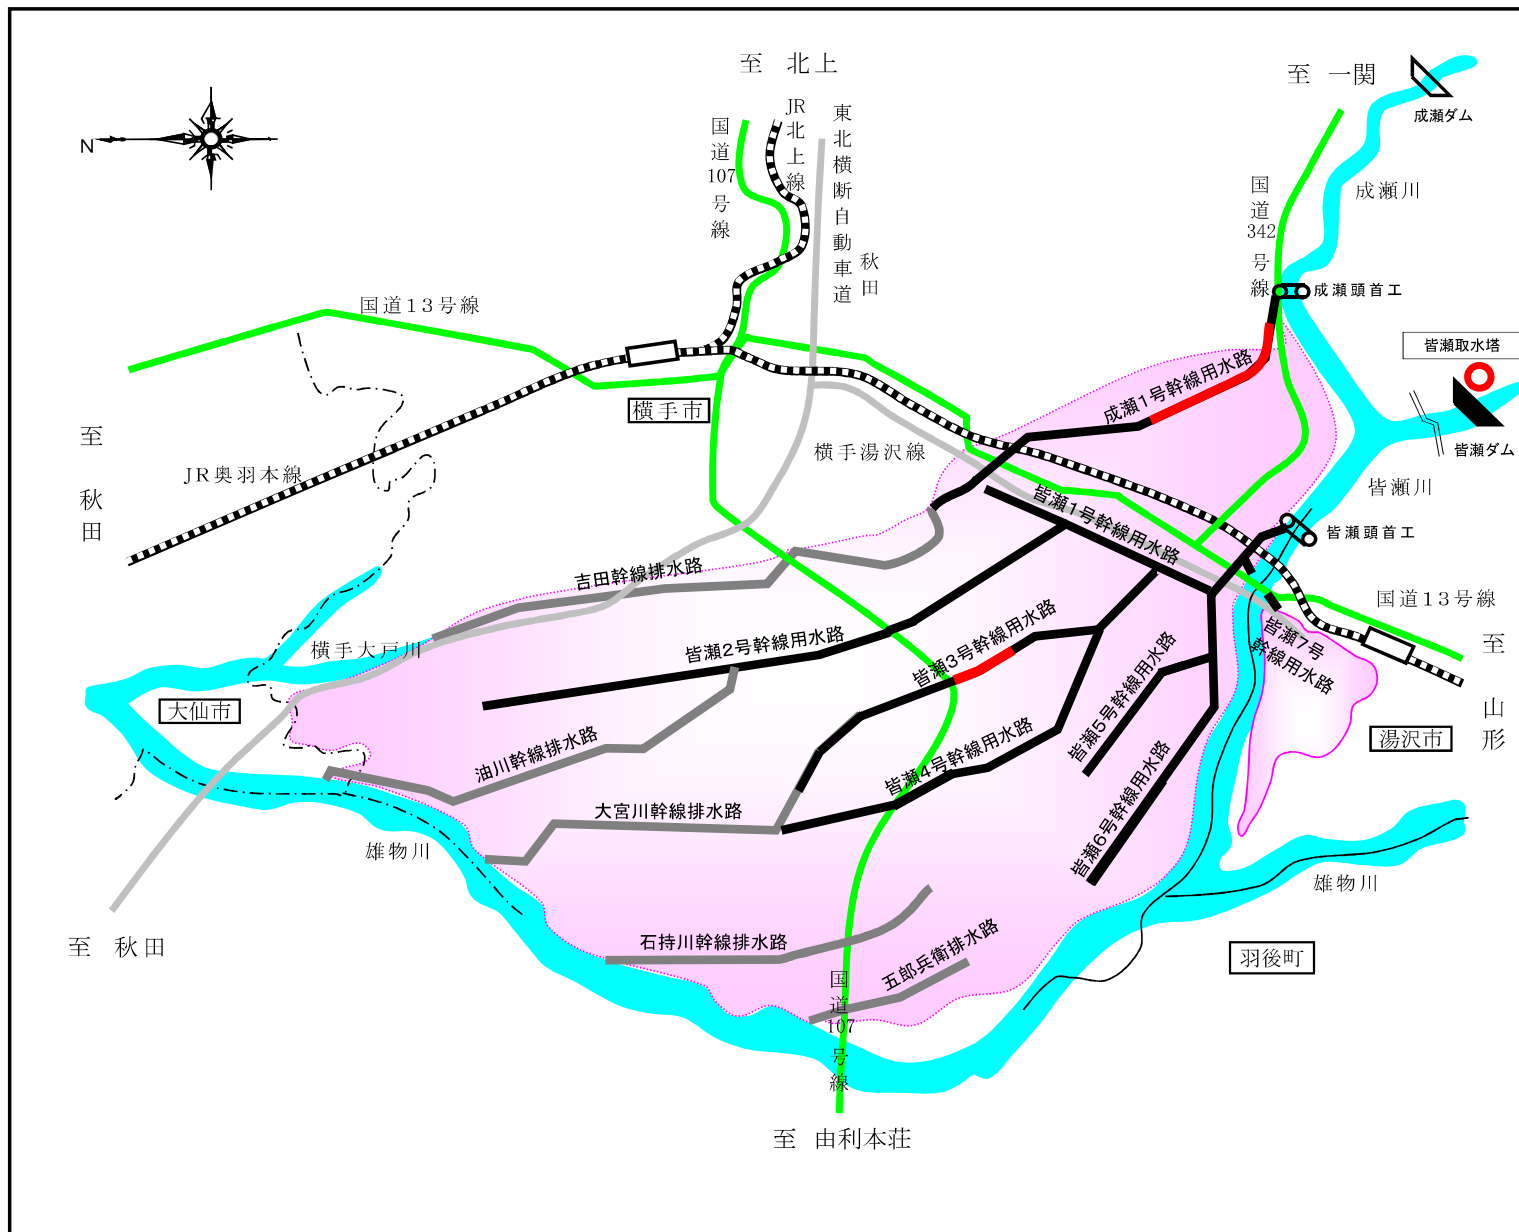 至 北上
至 一関
成瀬ダム
N
国道107号線
JR北上線
東北横断自動車道
秋田
国道342号線
成瀬川
成瀬頭首工
国道13号線
皆瀬取水塔
皆瀬ダム
横手市
成瀬1号幹線用水路
至 秋田
JR奥羽本線
横手湯沢線
皆瀬川
皆瀬1号幹線用水路
皆瀬頭首工
吉田幹線排水路
国道13号線
横手大戸川
皆瀬2号幹線用水路
皆瀬3号幹線用水路
皆瀬5号幹線用水路
皆瀬7号
幹線用水路
至 山形
大仙市
湯沢市
油川幹線排水路
皆瀬4号幹線用水路
皆瀬6号幹線用水路
大宮川幹線排水路
雄物川
雄物川
至 秋田
石持川幹線排水路
五郎兵衛排水路
羽後町
国道107号線
至 由利本荘